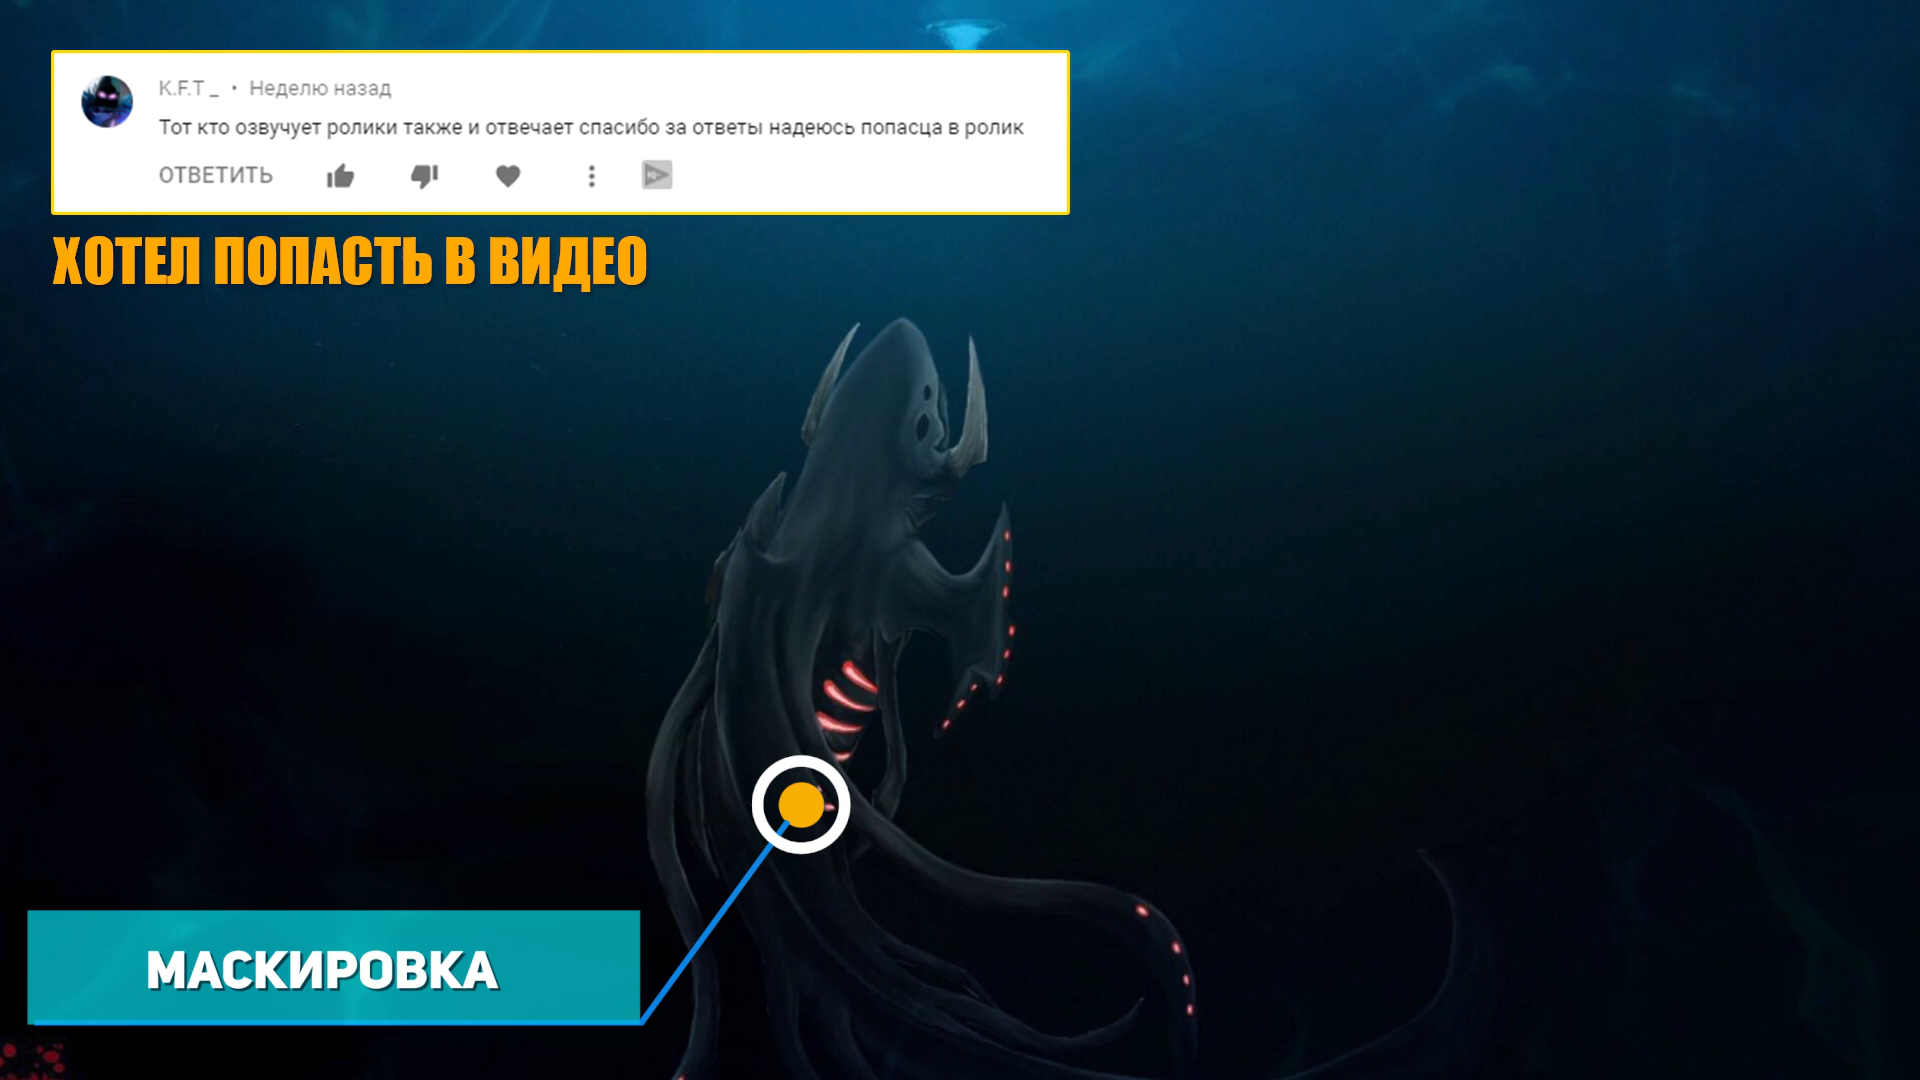 K.F.T _ • Неделю назад
Тот кто озвучует ролики также и отвечает спасибо за ответы надеюсь попасца в ролик
ОТВЕТИТЬ
ХОТЕЛ ПОПАСТЬ В ВИДЕО
МАСКИРОВКА